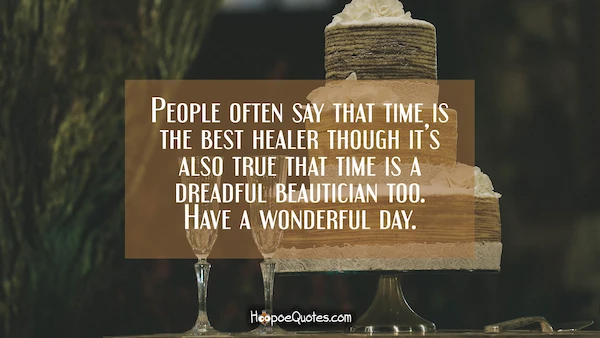 People often say that time is
the best healer though it's
also true that time is a
dreadful beautician too.
Have a wonderful day.
HoopoeQuotes.com